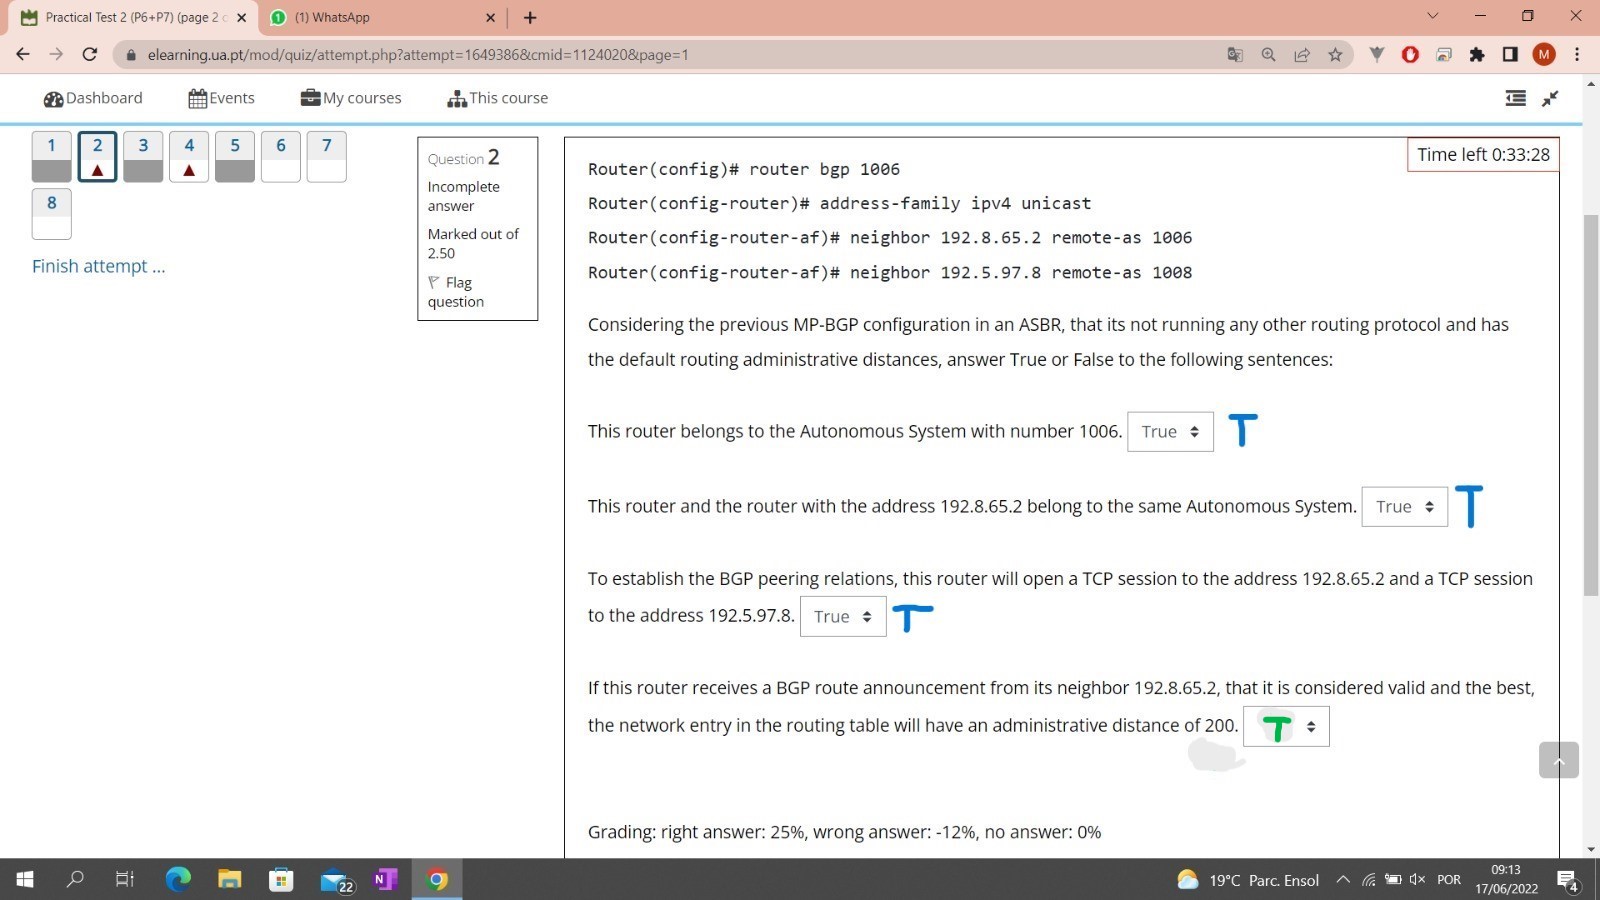 Practical Test 2 (P6+P7) (page 2 o
(1) WhatsApp
elearning.ua.pt/mod/quiz/attempt.php?attempt=1649386&cmid=1124020&page=1
M
Dashboard
Events
My courses
This course
1 2 3 4 5 6 7
8
Finish attempt ...
Question 2
Incomplete
answer
Marked out of
2.50
Flag
question
Time left 0:33:28
Router(config)# router bgp 1006
Router(config-router)# address-family ipv4 unicast
Router(config-router-af)# neighbor 192.8.65.2 remote-as 1006
Router(config-router-af)# neighbor 192.5.97.8 remote-as 1008
Considering the previous MP-BGP configuration in an ASBR, that its not running any other routing protocol and has
the default routing administrative distances, answer True or False to the following sentences:
This router belongs to the Autonomous System with number 1006. True T
This router and the router with the address 192.8.65.2 belong to the same Autonomous System. True T
To establish the BGP peering relations, this router will open a TCP session to the address 192.8.65.2 and a TCP session
to the address 192.5.97.8. True T
If this router receives a BGP route announcement from its neighbor 192.8.65.2, that it is considered valid and the best,
the network entry in the routing table will have an administrative distance of 200. T
Grading: right answer: 25%, wrong answer: -12%, no answer: 0%
22
N
19°C Parc. Ensol
POR
09:13
17/06/2022
4